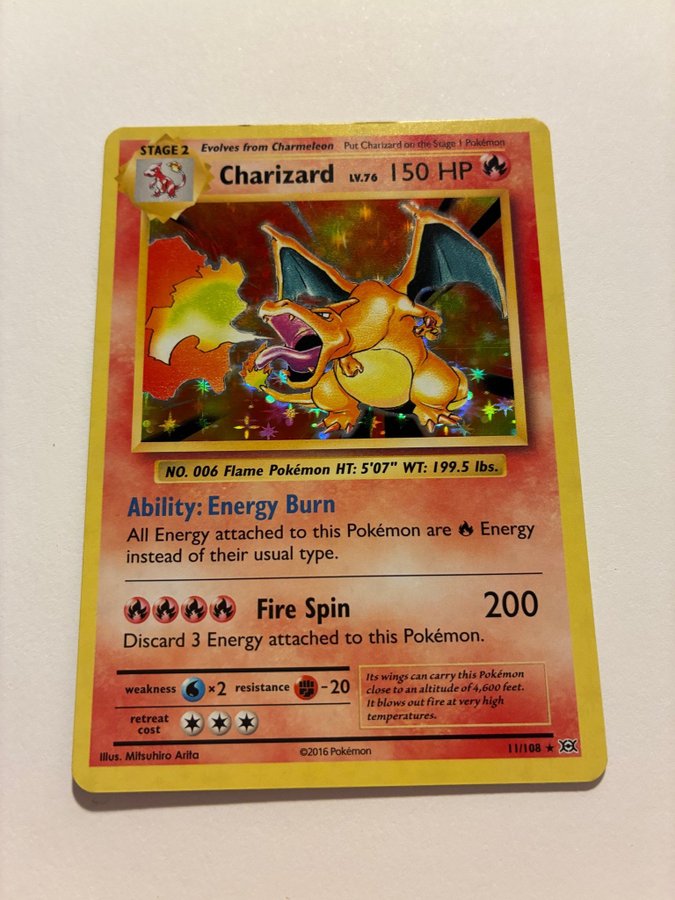 STAGE 2 Evolves from Charmeleon Put Charizard on the Stage 1 Pokémon
Charizard LV.76 150 HP
NO. 006 Flame Pokémon HT: 5'07" WT: 199.5 lbs.
Ability: Energy Burn
All Energy attached to this Pokémon are Energy
instead of their usual type.
Fire Spin 200
Discard 3 Energy attached to this Pokémon.
weakness ×2 resistance -20
retreat
cost
Its wings can carry this Pokémon
close to an altitude of 4,600 feet.
It blows out fire at very high
temperatures.
Illus. Mitsuhiro Arita ©2016 Pokémon 11/108 ★